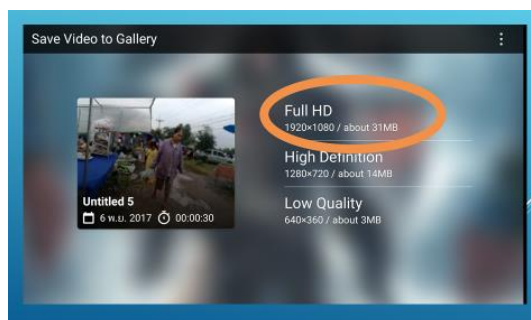 Save Video to Gallery
Full HD
1920×1080 / about 31MB
High Definition
1280×720 / about 14MB
Untitled 5
Low Quality
6 พ.ย. 2017 00:00:30
640×360 / about 3MB